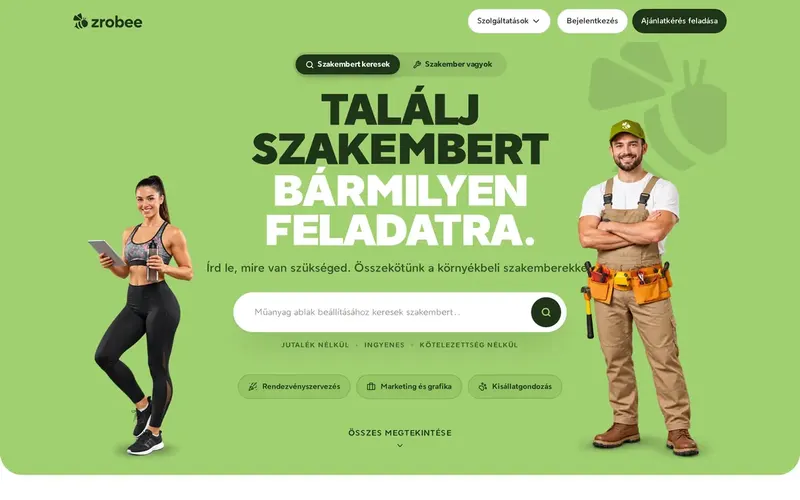 zrobee
Szolgáltatások
Bejelentkezés
Ajánlatkérés feladása
Szakembert keresek
Szakember vagyok
TALÁLJ
SZAKEMBERT
BÁRMILYEN
FELADATRA.
Írd le, mire van szükséged. Összekötünk a környékbeli szakemberekke
Műanyag ablak beállításához keresek szakembert...
JUTALÉK NÉLKÜL · INGYENES · KÖTELEZETTSÉG NÉLKÜL
Rendezvényszervezés
Marketing és grafika
Kisállatgondozás
ÖSSZES MEGTEKINTÉSE